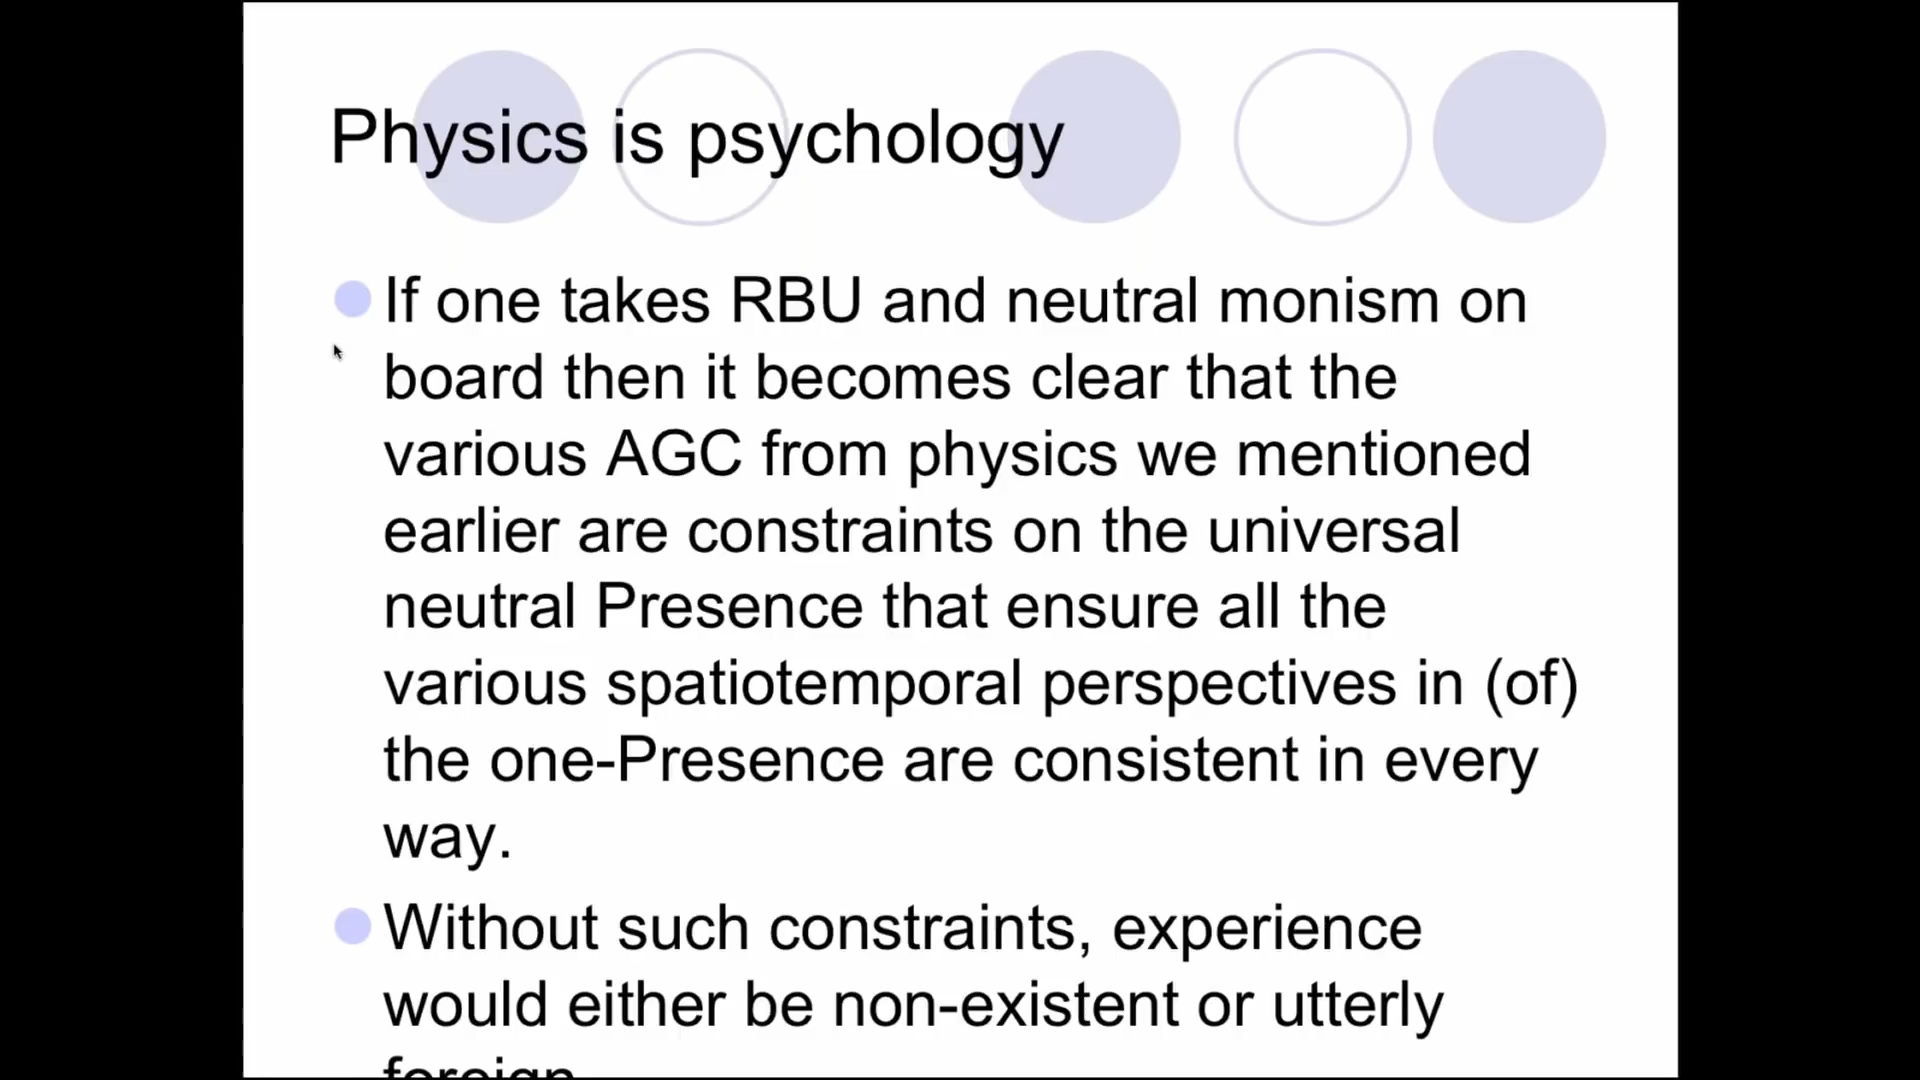 Physics is psychology
If one takes RBU and neutral monism on
board then it becomes clear that the
various AGC from physics we mentioned
earlier are constraints on the universal
neutral Presence that ensure all the
various spatiotemporal perspectives in (of)
the one-Presence are consistent in every
way.
Without such constraints, experience
would either be non-existent or utterly
foreign